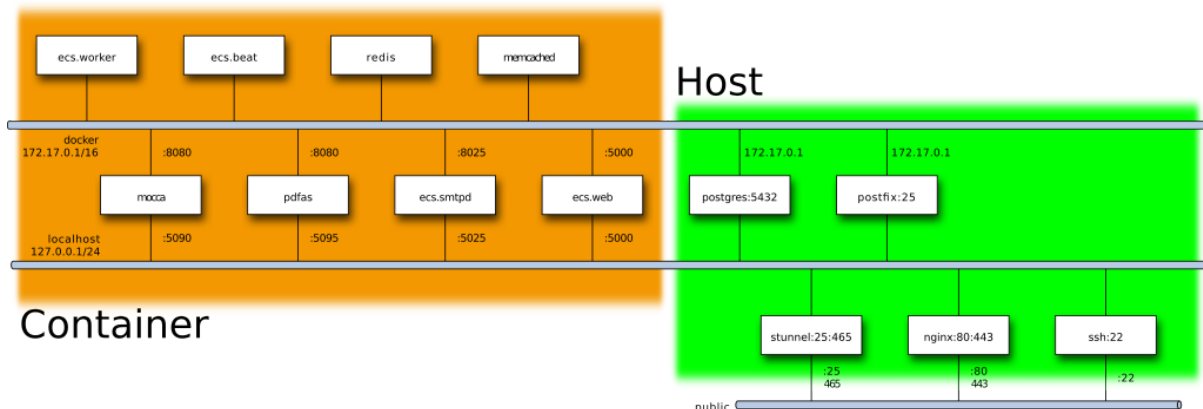 ecs.worker
ecs.beat
redis
memcached
Host
docker
172.17.0.1/16
:8080
:8080
:8025
:5000
172.17.0.1
172.17.0.1
mocca
pdfas
ecs.smtpd
ecs.web
postgres:5432
postfix:25
localhost
127.0.0.1/24
:5090
:5095
:5025
:5000
Container
stunnel:25:465
nginx:80:443
ssh:22
:25
465
:80
443
:22
public